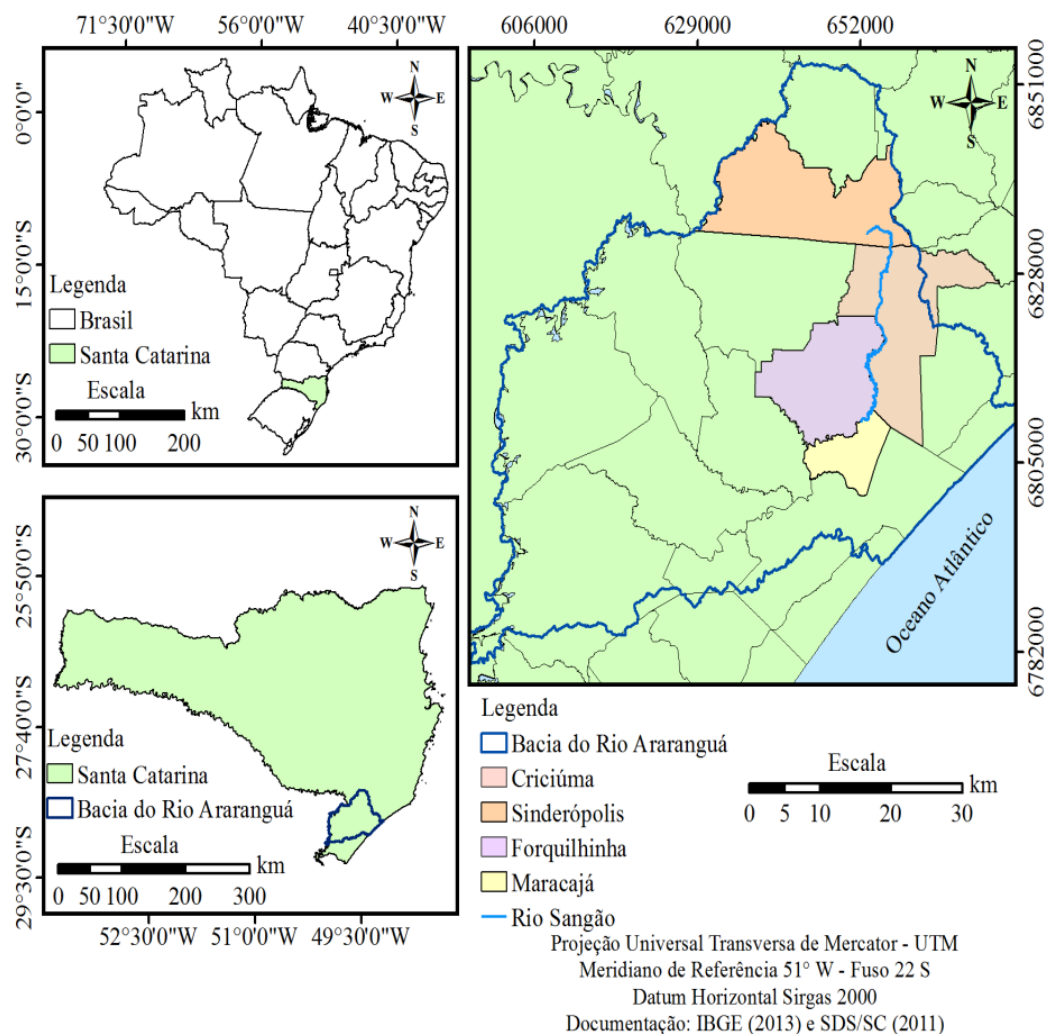 71°30'0"W 56°0'0"W 40°30'0"W
0°0'0"
15°0'0"S
30°0'0"S
N
W E
S
Legenda
Brasil
Santa Catarina
Escala
km
0 50 100 200
606000 629000 652000
6851000
6828000
6805000
6782000
N
W E
S
Oceano Atlântico
25°50'0"S
27°40'0"S
29°30'0"S
N
W E
S
Legenda
Santa Catarina
Bacia do Rio Araranguá
Escala
km
0 50 100 200 300
52°30'0"W 51°0'0"W 49°30'0"W
Legenda
Bacia do Rio Araranguá
Criciúma
Sinderópolis
Forquilhinha
Maracajá
Rio Sangão
Escala
km
0 5 10 20 30
Projeção Universal Transversa de Mercator - UTM
Meridiano de Referência 51° W - Fuso 22 S
Datum Horizontal Sirgas 2000
Documentação: IBGE (2013) e SDS/SC (2011)